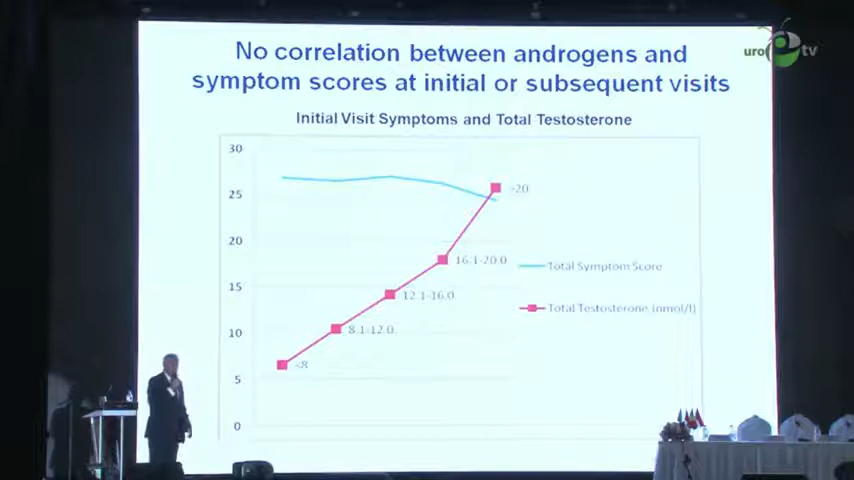 No correlation between androgens and
symptom scores at initial or subsequent visits
Initial Visit Symptoms and Total Testosterone
30
25
20
15
10
5
0
>20
16.1-20.0
12.1-16.0
8.1-12.0
<8
Total Symptom Score
Total Testosterone (nmol/l)
uro tv